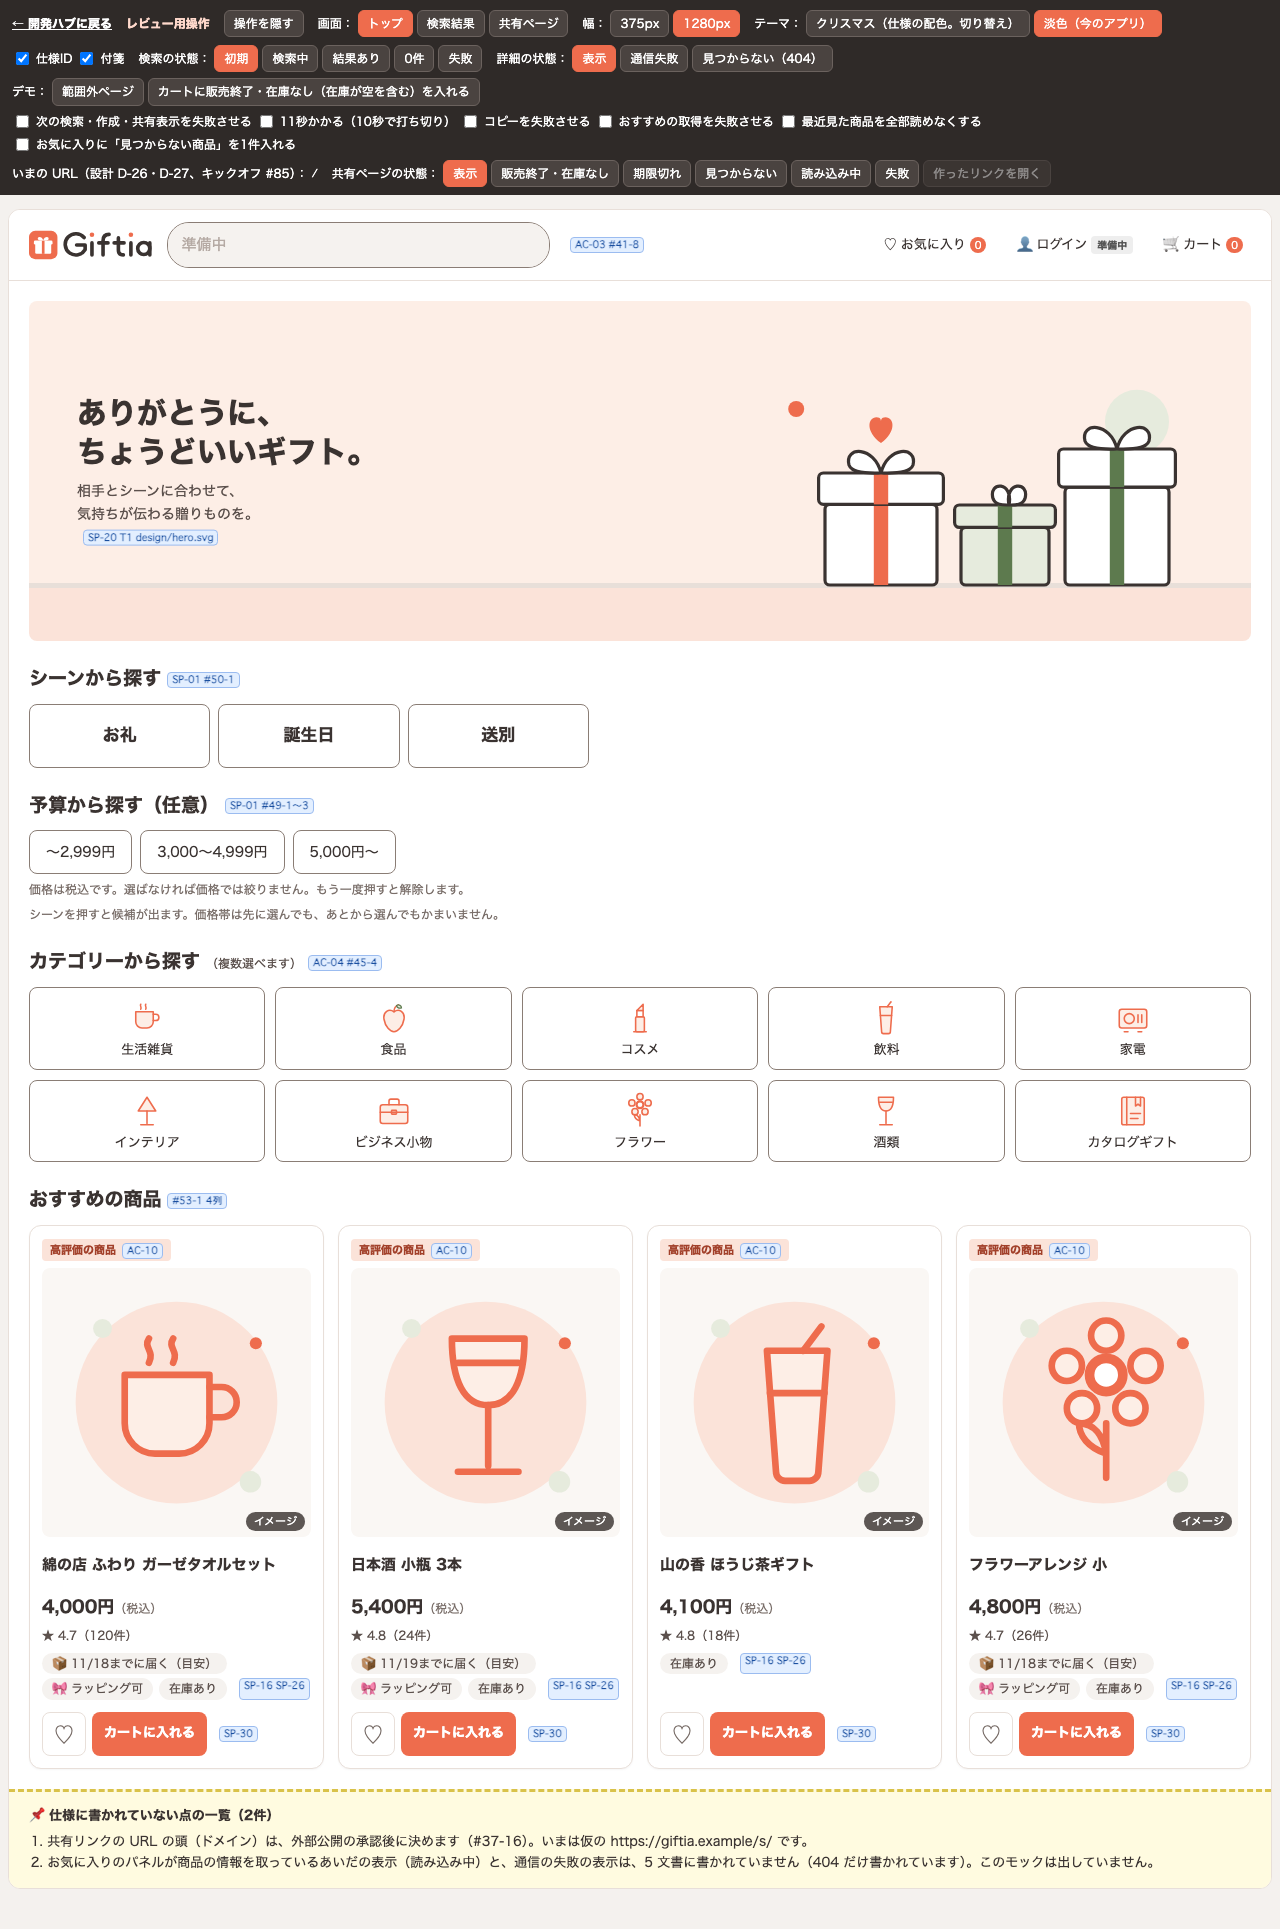 ← 開発ハブに戻る レビュー用操作 操作を隠す 画面： トップ 検索結果 共有ページ 幅： 375px 1280px テーマ： クリスマス（仕様の配色。切り替え） 淡色（今のアプリ）
仕様ID 付箋 検索の状態： 初期 検索中 結果あり 0件 失敗 詳細の状態： 表示 通信失敗 見つからない（404）
デモ： 範囲外ページ カートに販売終了・在庫なし（在庫が空を含む）を入れる
次の検索・作成・共有表示を失敗させる 11秒かかる（10秒で打ち切り） コピーを失敗させる おすすめの取得を失敗させる 最近見た商品を全部読めなくする
お気に入りに「見つからない商品」を1件入れる
いまの URL（設計 D-26・D-27、キックオフ #85）： / 共有ページの状態： 表示 販売終了・在庫なし 期限切れ 見つからない 読み込み中 失敗 作ったリンクを開く
Giftia 準備中 AC-03 #41-8 ♡ お気に入り 0 ログイン 準備中 カート 0
ありがとうに、
ちょうどいいギフト。
相手とシーンに合わせて、
気持ちが伝わる贈りものを。
SP-20 T1 design/hero.svg
シーンから探す SP-01 #50-1
お礼 誕生日 送別
予算から探す（任意） SP-01 #49-1〜3
〜2,999円 3,000〜4,999円 5,000円〜
価格は税込です。選ばなければ価格では絞りません。もう一度押すと解除します。
シーンを押すと候補が出ます。価格帯は先に選んでも、あとから選んでもかまいません。
カテゴリーから探す （複数選べます） AC-04 #45-4
生活雑貨 食品 コスメ 飲料 家電
インテリア ビジネス小物 フラワー 酒類 カタログギフト
おすすめの商品 #53-1 4列
高評価の商品 AC-10 高評価の商品 AC-10 高評価の商品 AC-10 高評価の商品 AC-10
イメージ イメージ イメージ イメージ
綿の店 ふわり ガーゼタオルセット 日本酒 小瓶 3本 山の香 ほうじ茶ギフト フラワーアレンジ 小
4,000円（税込） 5,400円（税込） 4,100円（税込） 4,800円（税込）
★ 4.7（120件） ★ 4.8（24件） ★ 4.8（18件） ★ 4.7（26件）
11/18までに届く（目安） 11/19までに届く（目安） 在庫あり SP-16 SP-26 11/18までに届く（目安）
ラッピング可 在庫あり SP-16 SP-26 ラッピング可 在庫あり SP-16 SP-26 ラッピング可 在庫あり SP-16 SP-26
♡ カートに入れる SP-30 ♡ カートに入れる SP-30 ♡ カートに入れる SP-30 ♡ カートに入れる SP-30
仕様に書かれていない点の一覧（2件）
1. 共有リンクの URL の頭（ドメイン）は、外部公開の承認後に決めます（#37-16）。いまは仮の https://giftia.example/s/ です。
2. お気に入りのパネルが商品の情報を取っているあいだの表示（読み込み中）と、通信の失敗の表示は、5 文書に書かれていません（404 だけ書かれています）。このモックは出していません。